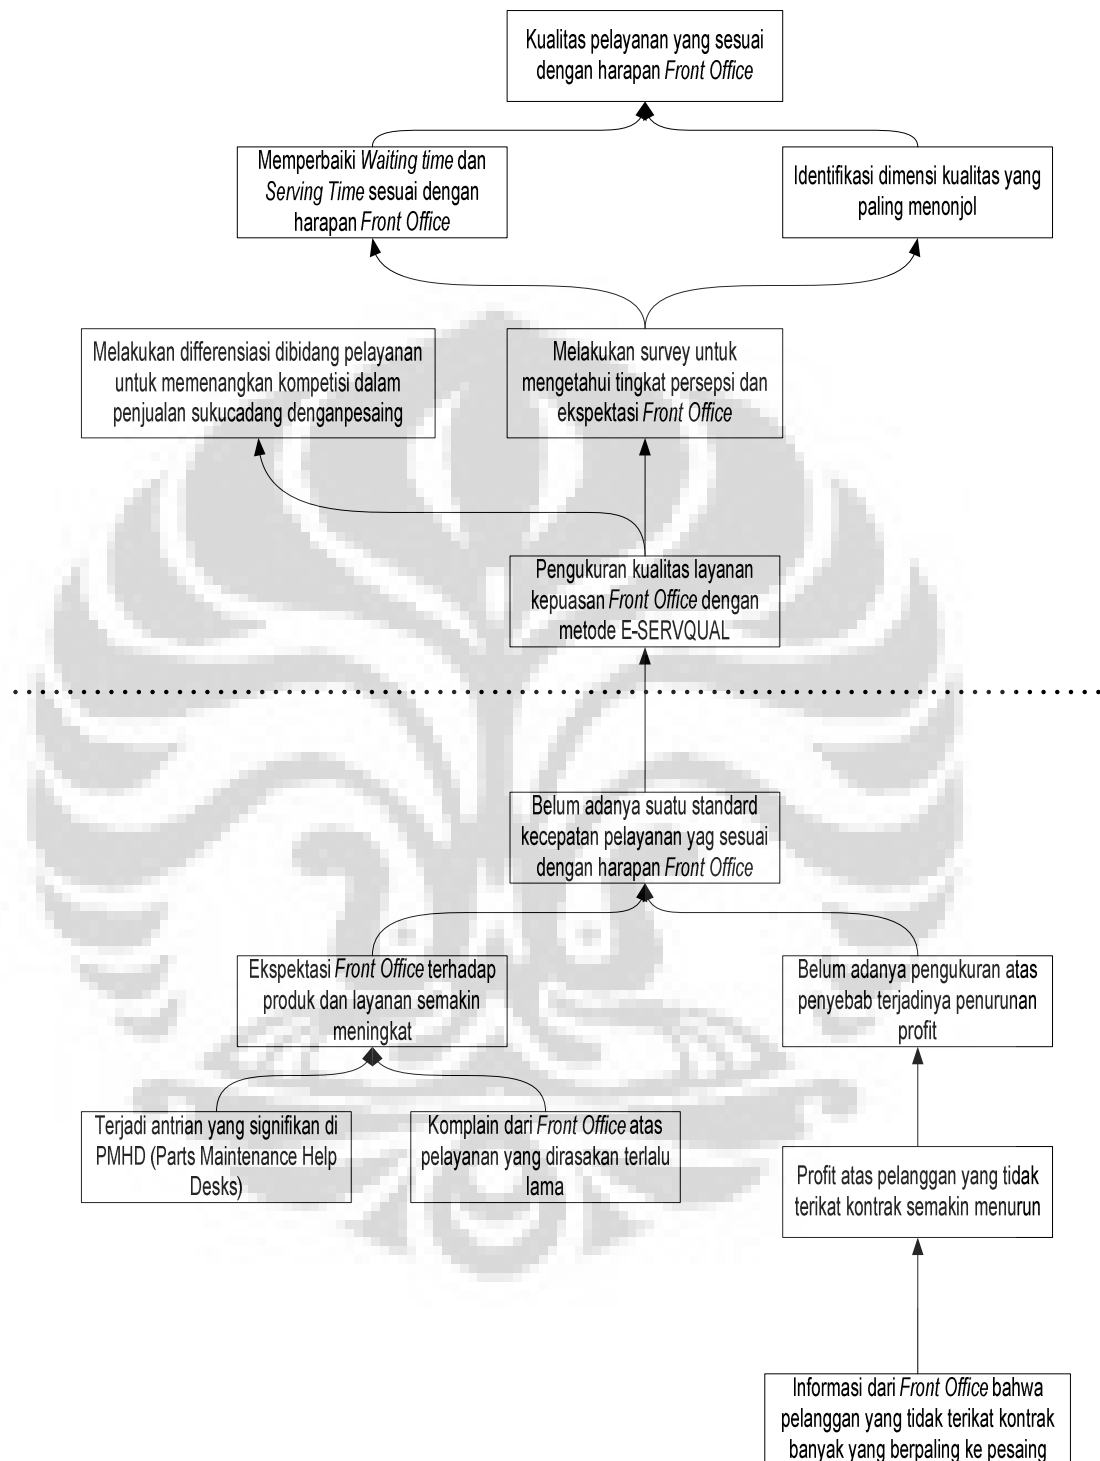 Kualitas pelayanan yang sesuai
dengan harapan Front Office
Memperbaiki Waiting time dan
Serving Time sesuai dengan
harapan Front Office
Identifikasi dimensi kualitas yang
paling menonjol
Melakukan differensiasi dibidang pelayanan
untuk memenangkan kompetisi dalam
penjualan sukucadang denganpesaing
Melakukan survey untuk
mengetahui tingkat persepsi dan
ekspektasi Front Office
Pengukuran kualitas layanan
kepuasan Front Office dengan
metode E-SERVQUAL
Belum adanya suatu standard
kecepatan pelayanan yag sesuai
dengan harapan Front Office
Ekspektasi Front Office terhadap
produk dan layanan semakin
meningkat
Belum adanya pengukuran atas
penyebab terjadinya penurunan
profit
Terjadi antrian yang signifikan di
PMHD (Parts Maintenance Help
Desks)
Komplain dari Front Office atas
pelayanan yang dirasakan terlalu
lama
Profit atas pelanggan yang tidak
terikat kontrak semakin menurun
Informasi dari Front Office bahwa
pelanggan yang tidak terikat kontrak
banyak yang berpaling ke pesaing